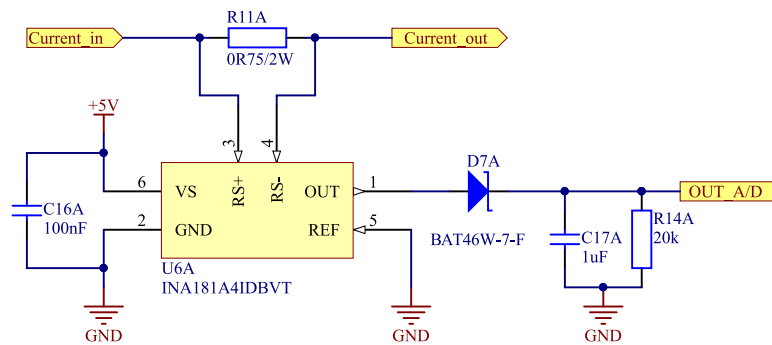 R11A
Current_in
Current_out
0R75/2W
+5V
3
4
D7A
RS+
RS-
6
VS
OUT
1
OUT_A/D
C16A
100nF
2
GND
REF
5
BAT46W-7-F
C17A
1uF
R14A
20k
U6A
INA181A4IDBVT
GND
GND
GND